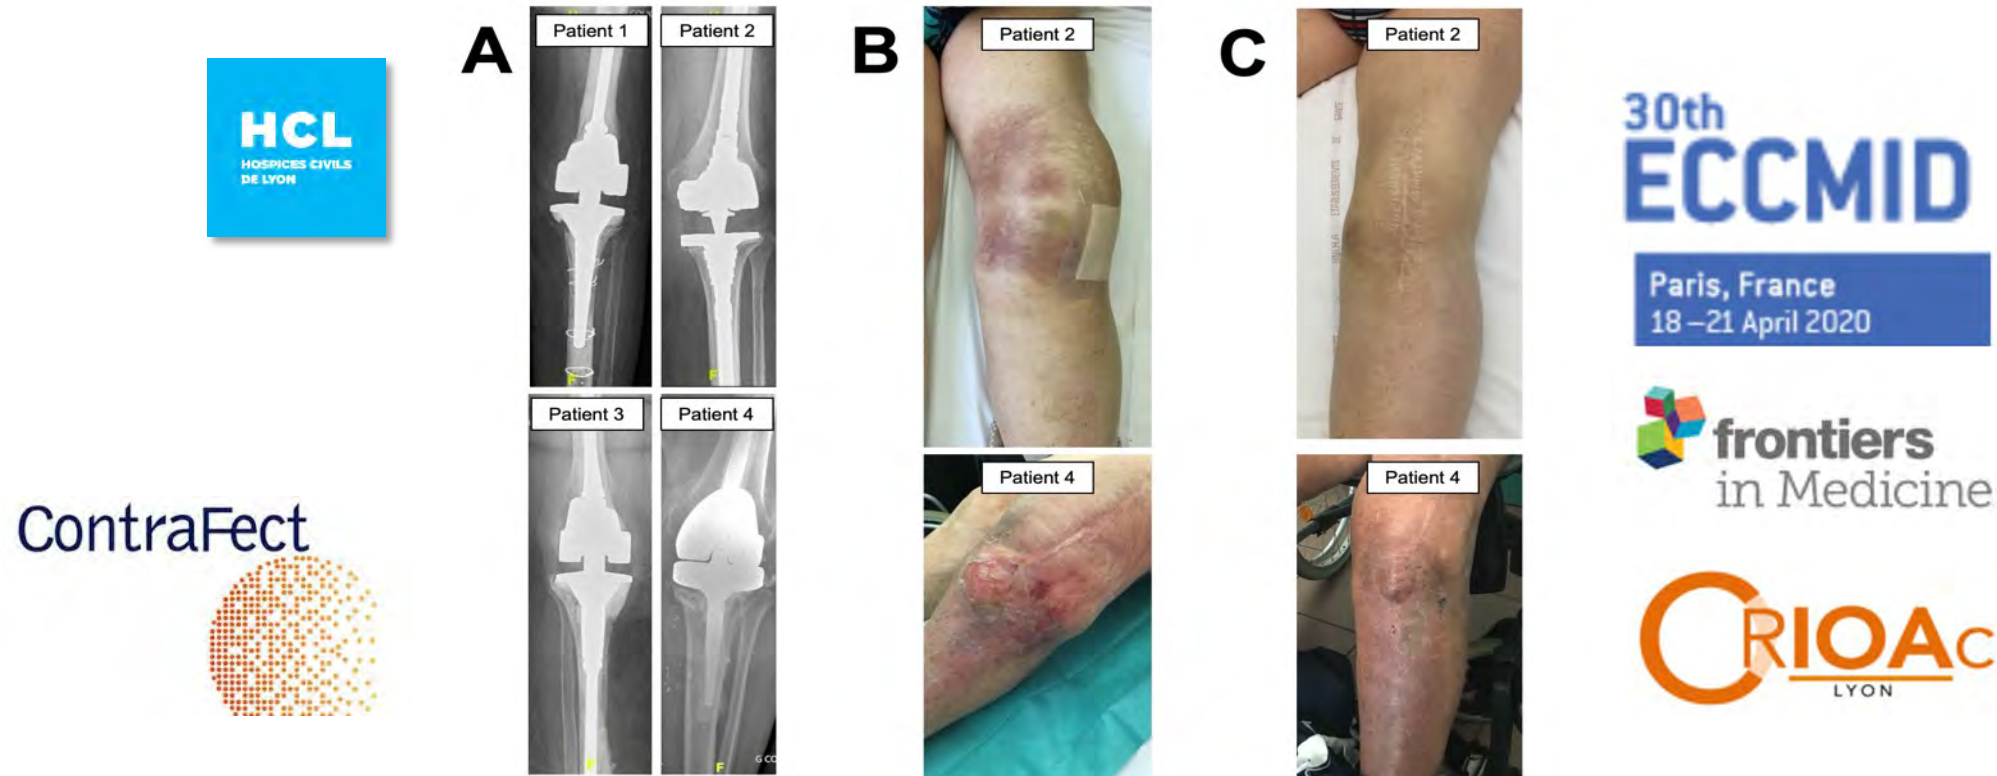 HCL
HOSPICES CIVILS
DE LYON
ContraFect
A
Patient 1
Patient 2
Patient 3
Patient 4
F
F
F
F
G CO
B
Patient 2
Patient 4
C
Patient 2
Patient 4
30th
ECCMID
Paris, France
18–21 April 2020
frontiers
in Medicine
CRIOAc
LYON